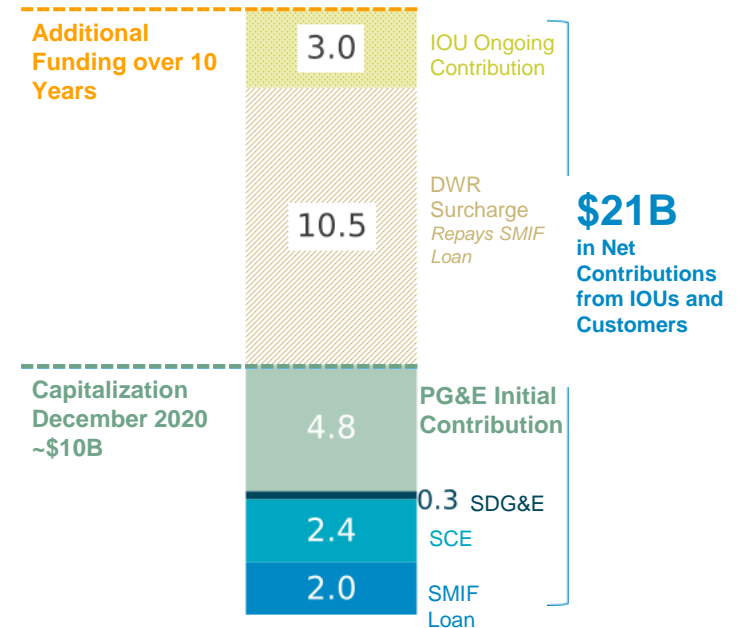 Additional
Funding over 10
Years
3.0
IOU Ongoing
Contribution
10.5
DWR
Surcharge
Repays SMIF
Loan
$21B
in Net
Contributions
from IOUs and
Customers
Capitalization
December 2020
~$10B
4.8
PG&E Initial
Contribution
0.3 SDG&E
2.4
SCE
2.0
SMIF
Loan